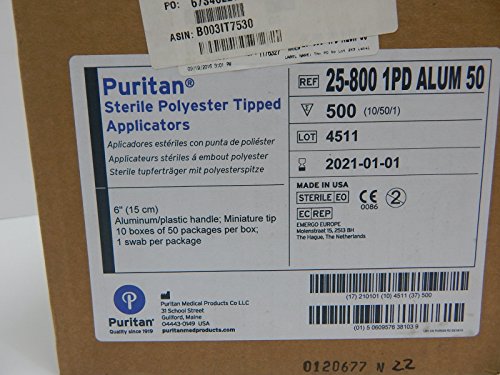 PO:
ASIN: B003IT7530
Puritan®
Sterile Polyester Tipped
Applicators
Aplicadores estériles con punta de poliéster
Applicateurs stériles á embout polyester
Sterile tupferträger mit polyesterspitze
6" (15 cm)
Aluminum/plastic handle; Miniature tip
10 boxes of 50 packages per box;
1 swab per package
REF 25-800 1PD ALUM 50
500 (10/50/1)
LOT 4511
2021-01-01
MADE IN USA
STERILE EO CE 0086 2
EC REP
EMERGO EUROPE
Molenstraat 15, 2513 BH
The Hague, The Netherlands
Puritan®
Quality since 1919
Puritan Medical Products Co LLC
31 School Street
Guilford, Maine
04443-0149 USA
puritanmedproducts.com
(17) 210101 (10) 4511 (37) 500
(01) 5 0609576 38103 9
0120677 N 22